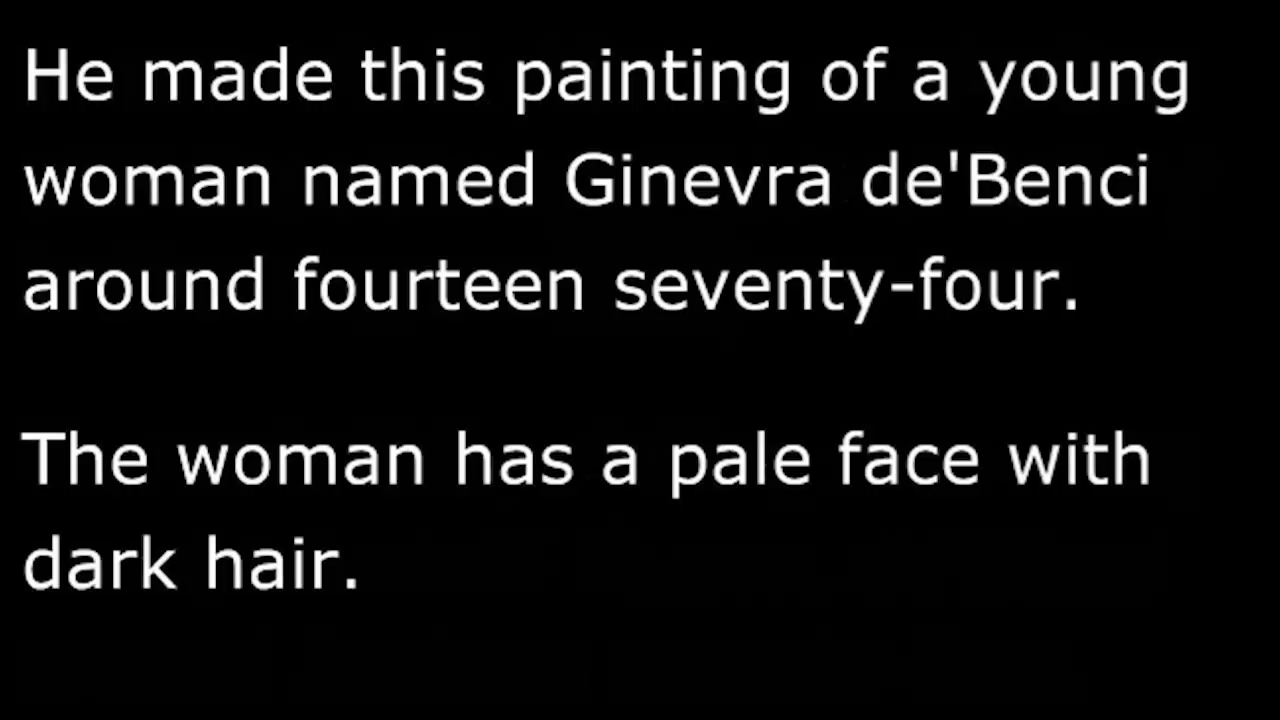 He made this painting of a young
woman named Ginevra de'Benci
around fourteen seventy-four.
The woman has a pale face with
dark hair.